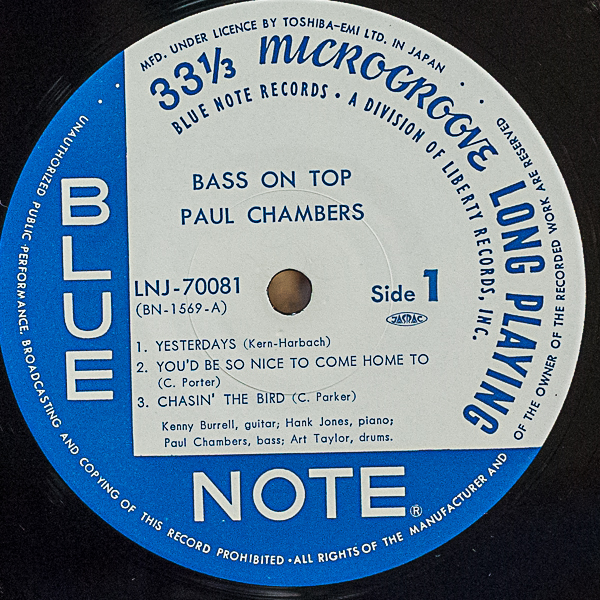 MFD. UNDER LICENCE BY TOSHIBA-EMI LTD. IN JAPAN
33⅓ MICROGROOVE LONG PLAYING
BLUE NOTE RECORDS • A DIVISION OF LIBERTY RECORDS, INC.
BASS ON TOP
PAUL CHAMBERS
LNJ-70081
(BN-1569-A)
Side 1
JASRAC
1. YESTERDAYS (Kern-Harbach)
2. YOU'D BE SO NICE TO COME HOME TO
(C. Porter)
3. CHASIN' THE BIRD (C. Parker)
Kenny Burrell, guitar; Hank Jones, piano;
Paul Chambers, bass; Art Taylor, drums.
BLUE
NOTE®
UNAUTHORIZED PUBLIC PERFORMANCE, BROADCASTING AND COPYING OF THIS RECORD PROHIBITED • ALL RIGHTS OF THE MANUFACTURER AND OF THE OWNER OF THE RECORDED WORK ARE RESERVED